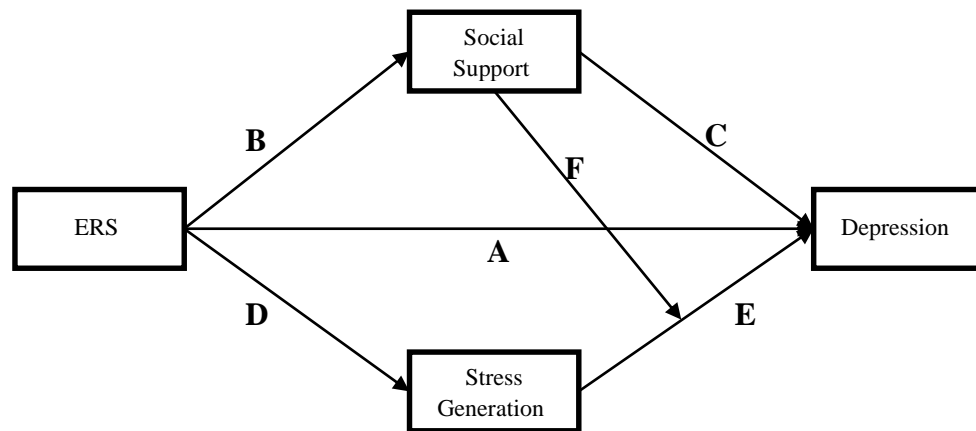 Social
Support
B
C
F
ERS
A
Depression
D
E
Stress
Generation